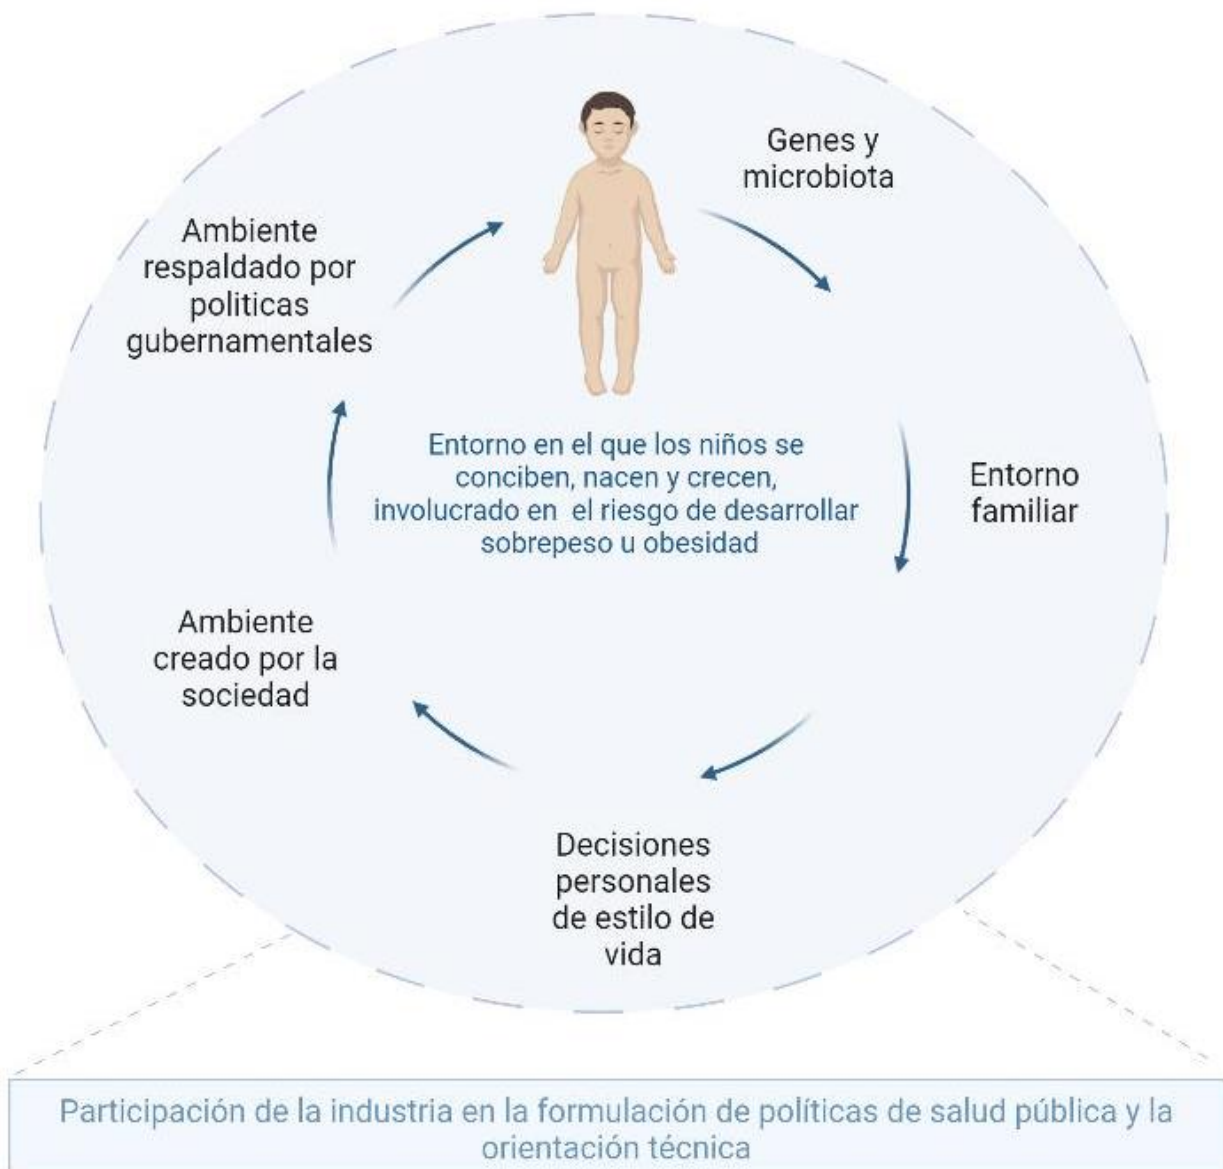 Genes y
microbiota
Ambiente
respaldado por
politicas
gubernamentales
Entorno en el que los niños se
conciben, nacen y crecen,
involucrado en el riesgo de desarrollar
sobrepeso u obesidad
Entorno
familiar
Ambiente
creado por la
sociedad
Decisiones
personales
de estilo de
vida
Participación de la industria en la formulación de políticas de salud pública y la
orientación técnica